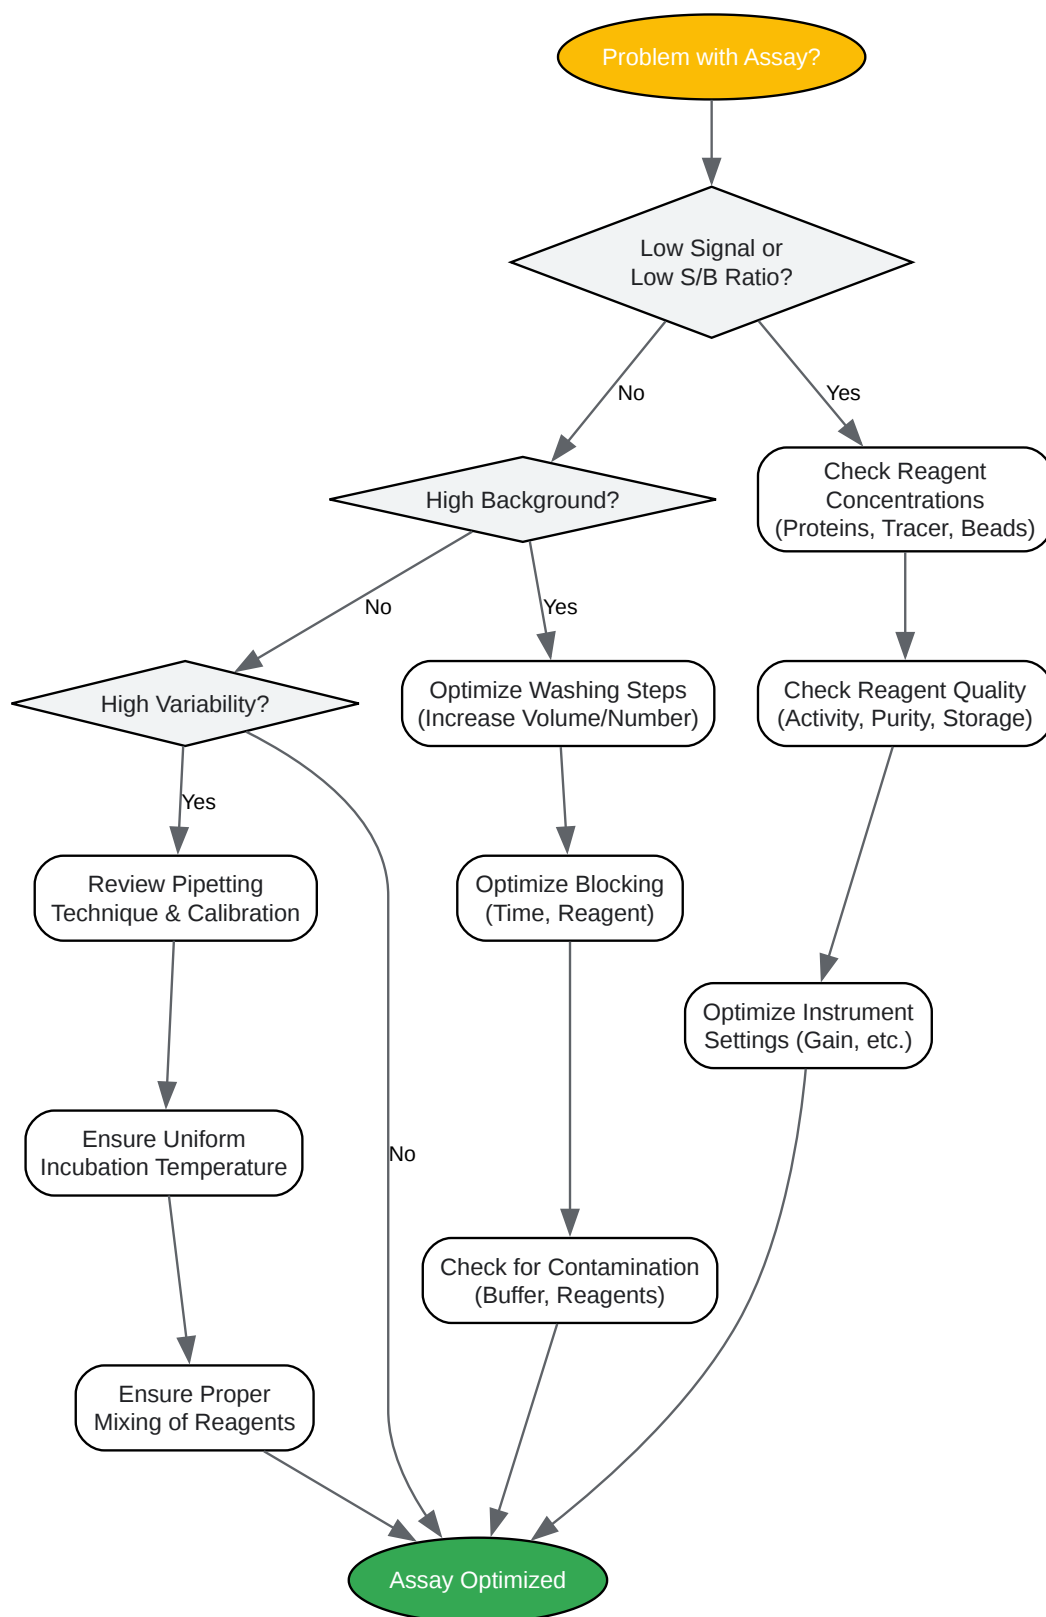 Problem with Assay?
Low Signal or
Low S/B Ratio?
No
Yes
High Background?
Check Reagent
Concentrations
(Proteins, Tracer, Beads)
No
Yes
High Variability?
Optimize Washing Steps
(Increase Volume/Number)
Check Reagent Quality
(Activity, Purity, Storage)
Yes
Review Pipetting
Technique & Calibration
Optimize Blocking
(Time, Reagent)
Optimize Instrument
Settings (Gain, etc.)
Ensure Uniform
Incubation Temperature
No
Check for Contamination
(Buffer, Reagents)
Ensure Proper
Mixing of Reagents
Assay Optimized